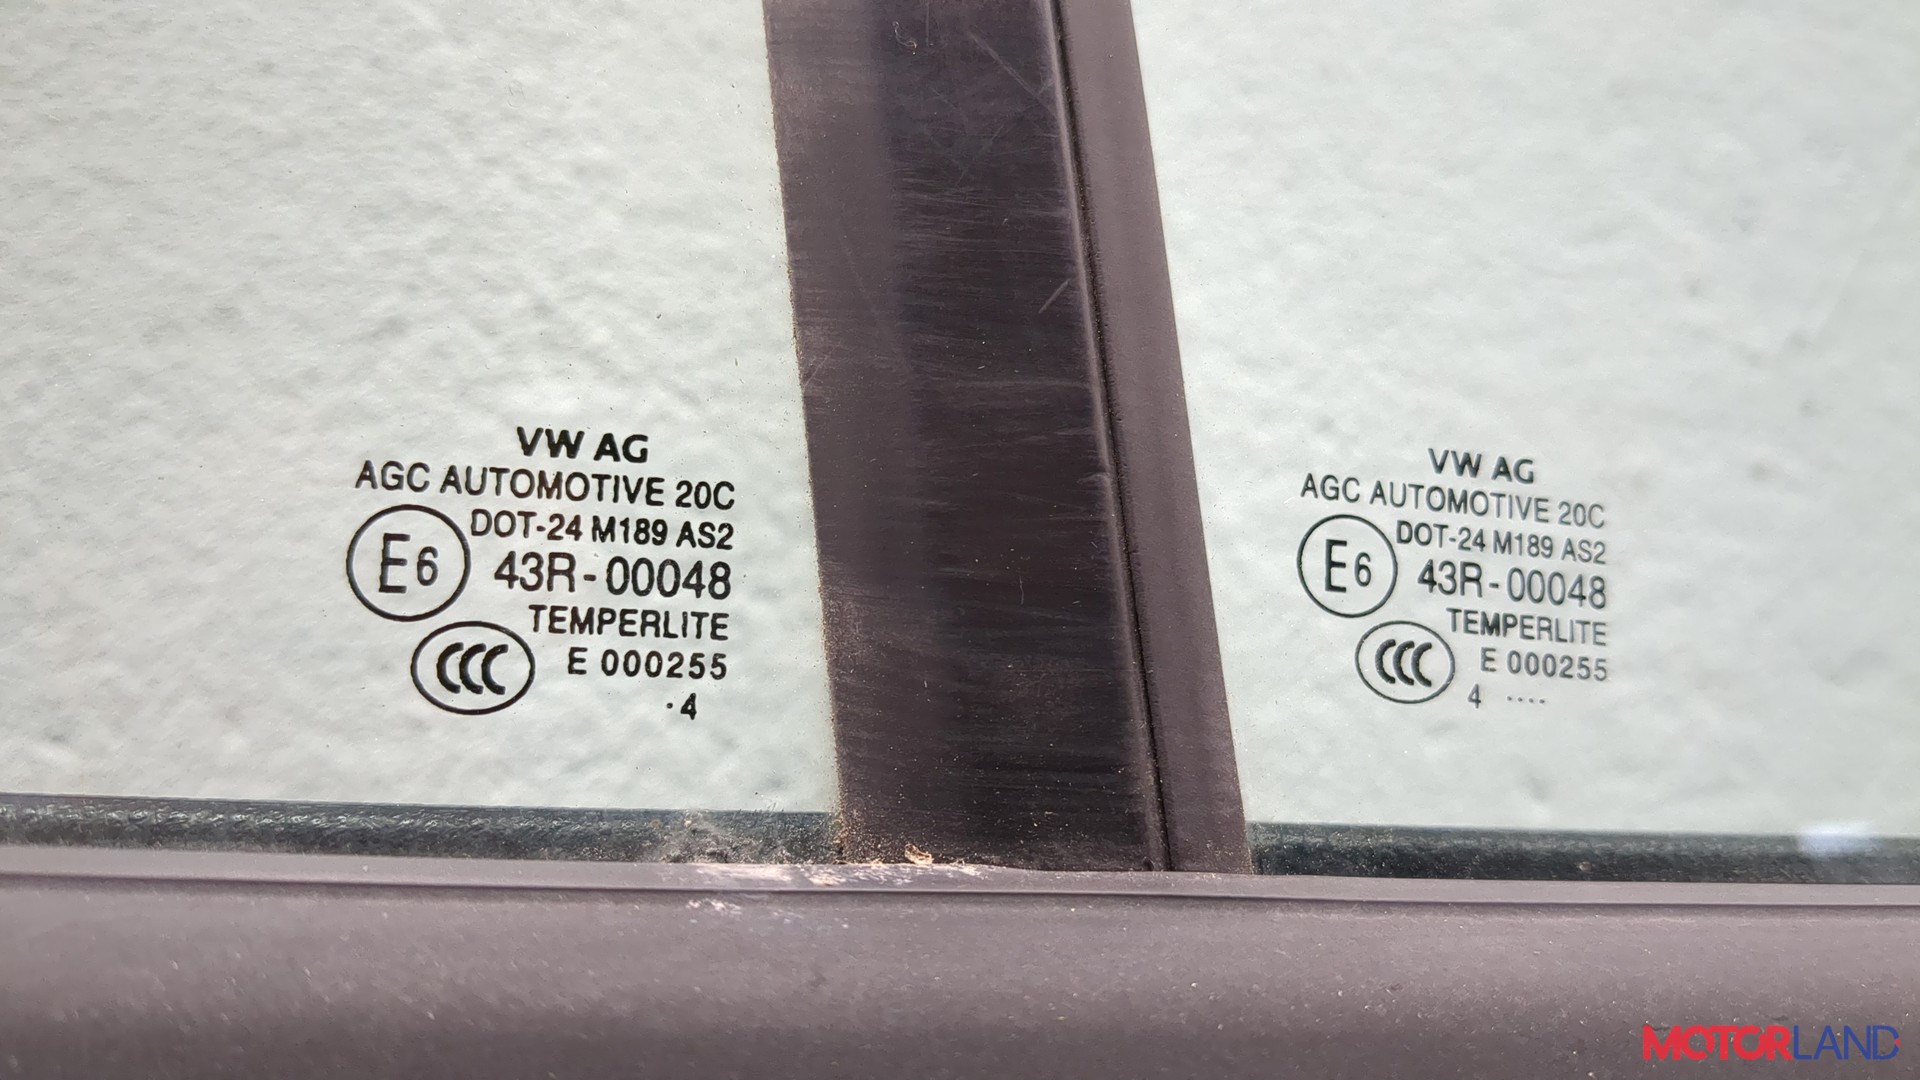 VW AG
AGC AUTOMOTIVE 20C
DOT-24 M189 AS2
E6 43R-00048
TEMPERLITE
CCC E 000255
·4
VW AG
AGC AUTOMOTIVE 20C
DOT-24 M189 AS2
E6 43R-00048
TEMPERLITE
CCC E 000255
4 ····
MOTORLAND